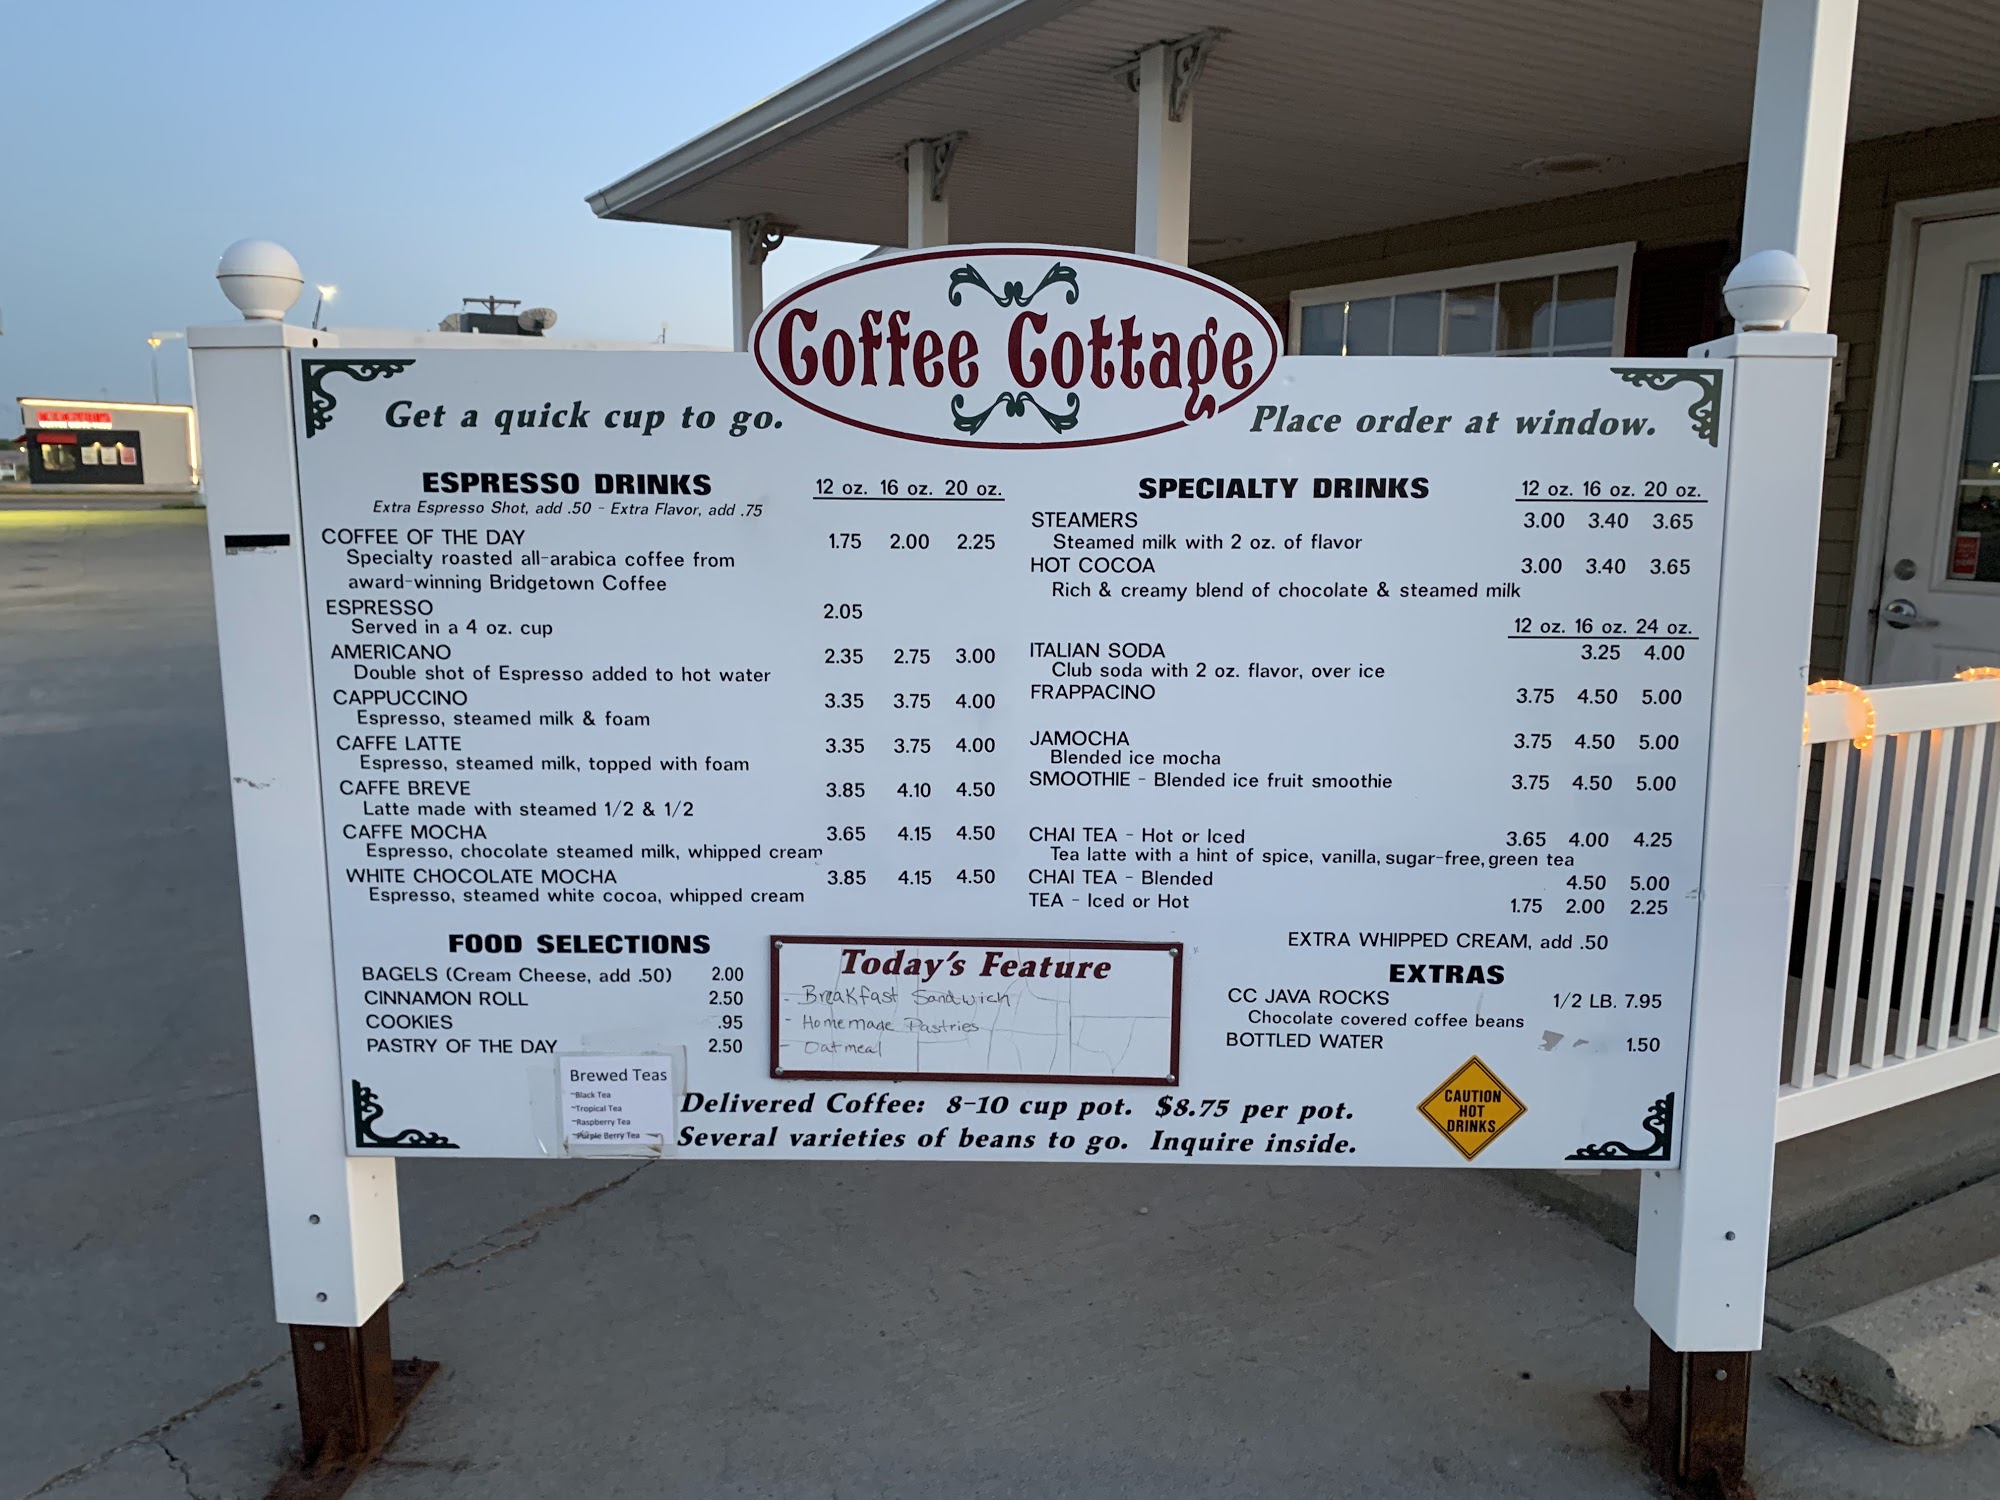 Coffee Cottage
Get a quick cup to go.
Place order at window.
ESPRESSO DRINKS 12 oz. 16 oz. 20 oz.
Extra Espresso Shot, add .50 - Extra Flavor, add .75
COFFEE OF THE DAY 1.75 2.00 2.25
Specialty roasted all-arabica coffee from
award-winning Bridgetown Coffee
ESPRESSO 2.05
Served in a 4 oz. cup
AMERICANO 2.35 2.75 3.00
Double shot of Espresso added to hot water
CAPPUCCINO 3.35 3.75 4.00
Espresso, steamed milk & foam
CAFFE LATTE 3.35 3.75 4.00
Espresso, steamed milk, topped with foam
CAFFE BREVE 3.85 4.10 4.50
Latte made with steamed 1/2 & 1/2
CAFFE MOCHA 3.65 4.15 4.50
Espresso, chocolate steamed milk, whipped cream
WHITE CHOCOLATE MOCHA 3.85 4.15 4.50
Espresso, steamed white cocoa, whipped cream
SPECIALTY DRINKS 12 oz. 16 oz. 20 oz.
STEAMERS 3.00 3.40 3.65
Steamed milk with 2 oz. of flavor
HOT COCOA 3.00 3.40 3.65
Rich & creamy blend of chocolate & steamed milk
12 oz. 16 oz. 24 oz.
ITALIAN SODA 3.25 4.00
Club soda with 2 oz. flavor, over ice
FRAPPACINO 3.75 4.50 5.00
JAMOCHA 3.75 4.50 5.00
Blended ice mocha
SMOOTHIE - Blended ice fruit smoothie 3.75 4.50 5.00
CHAI TEA - Hot or Iced 3.65 4.00 4.25
Tea latte with a hint of spice, vanilla, sugar-free, green tea
CHAI TEA - Blended 4.50 5.00
TEA - Iced or Hot 1.75 2.00 2.25
EXTRA WHIPPED CREAM, add .50
FOOD SELECTIONS
BAGELS (Cream Cheese, add .50) 2.00
CINNAMON ROLL 2.50
COOKIES .95
PASTRY OF THE DAY 2.50
Brewed Teas
~Black Tea
~Tropical Tea
~Raspberry Tea
~Purple Berry Tea
Today's Feature
- Breakfast Sandwich
- Homemade Pastries
- Oatmeal
EXTRAS
CC JAVA ROCKS 1/2 LB. 7.95
Chocolate covered coffee beans
BOTTLED WATER 1.50
Delivered Coffee: 8-10 cup pot. $8.75 per pot.
Several varieties of beans to go. Inquire inside.
CAUTION
HOT
DRINKS